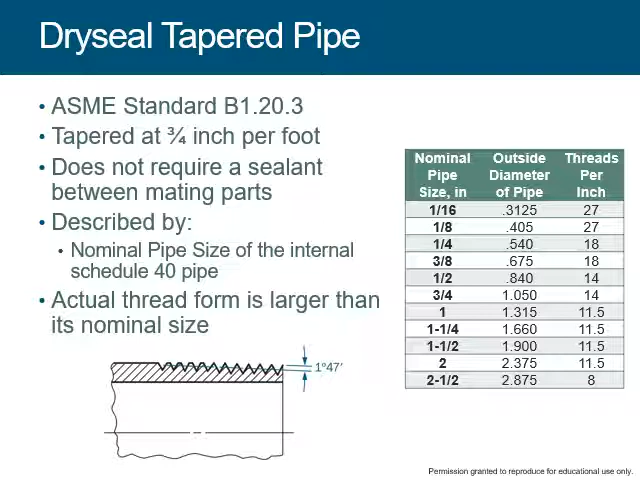 Dryseal Tapered Pipe
• ASME Standard B1.20.3
• Tapered at ¾ inch per foot
• Does not require a sealant
between mating parts
• Described by:
• Nominal Pipe Size of the internal
schedule 40 pipe
• Actual thread form is larger than
its nominal size
Nominal Outside Threads
Pipe Diameter Per
Size, in of Pipe Inch
1/16 .3125 27
1/8 .405 27
1/4 .540 18
3/8 .675 18
1/2 .840 14
3/4 1.050 14
1 1.315 11.5
1-1/4 1.660 11.5
1-1/2 1.900 11.5
2 2.375 11.5
2-1/2 2.875 8
1°47′
Permission granted to reproduce for educational use only.